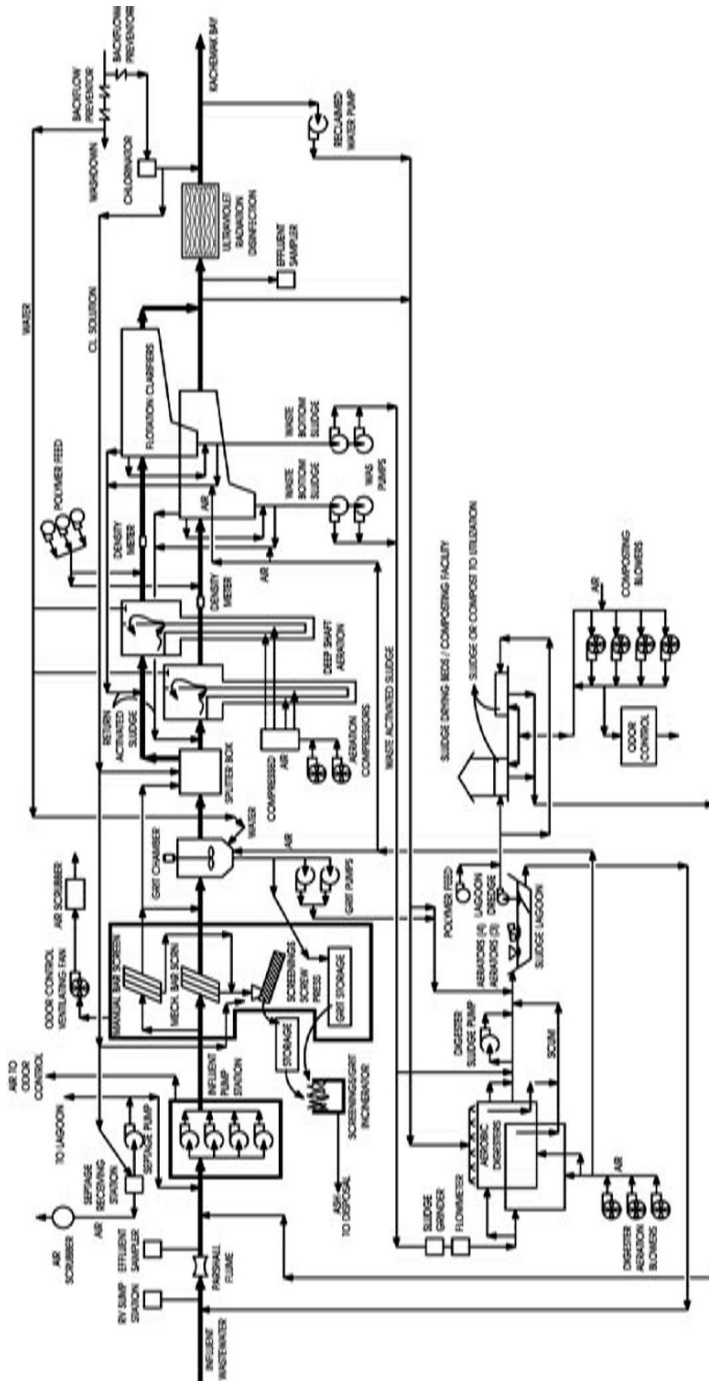 INFLUENT
WASTEWATER
RV SUMP
STATION
PARSHALL
FLUME
EFFLUENT
SAMPLER
AIR
SCRUBBER
AIR
SEPTAGE
RECEIVING
STATION
SEPTAGE PUMP
TO LAGOON
AIR TO
ODOR
CONTROL
INFLUENT
PUMP
STATION
ODOR CONTROL
VENTILATING FAN
AIR SCRUBBER
MANUAL BAR SCREEN
MECH. BAR SCRN
SCREENINGS
SCREW
PRESS
STORAGE
GRIT STORAGE
SCREENINGS/GRIT
INCINERATOR
ASH
TO DISPOSAL
GRIT CHAMBER
WATER
AIR
GRIT PUMPS
SPLITTER BOX
RETURN
ACTIVATED
SLUDGE
COMPRESSED
AIR
AERATION
COMPRESSORS
DEEP SHAFT
AERATION
DENSITY
METER
DENSITY
METER
POLYMER FEED
AIR
AIR
FLOTATION CLARIFIERS
WASTE
BOTTOM
SLUDGE
WASTE
BOTTOM
SLUDGE
WAS
PUMPS
WASTE ACTIVATED SLUDGE
WATER
C.L. SOLUTION
EFFLUENT
SAMPLER
ULTRAVIOLET
RADIATION
DISINFECTION
CHLORINATOR
WASHDOWN
BACKFLOW
PREVENTOR
BACKFLOW
PREVENTOR
KACHEMAK BAY
RECLAIMED
WATER PUMP
SLUDGE
GRINDER
FLOWMETER
AEROBIC
DIGESTERS
AIR
DIGESTER
AERATION
BLOWERS
DIGESTER
SLUDGE PUMP
SCUM
AERATORS (4)
AERATORS (3)
SLUDGE LAGOON
LAGOON
DREDGE
POLYMER FEED
SLUDGE DRYING BEDS / COMPOSTING FACILITY
SLUDGE OR COMPOST TO UTILIZATION
ODOR
CONTROL
AIR
COMPOSTING
BLOWERS